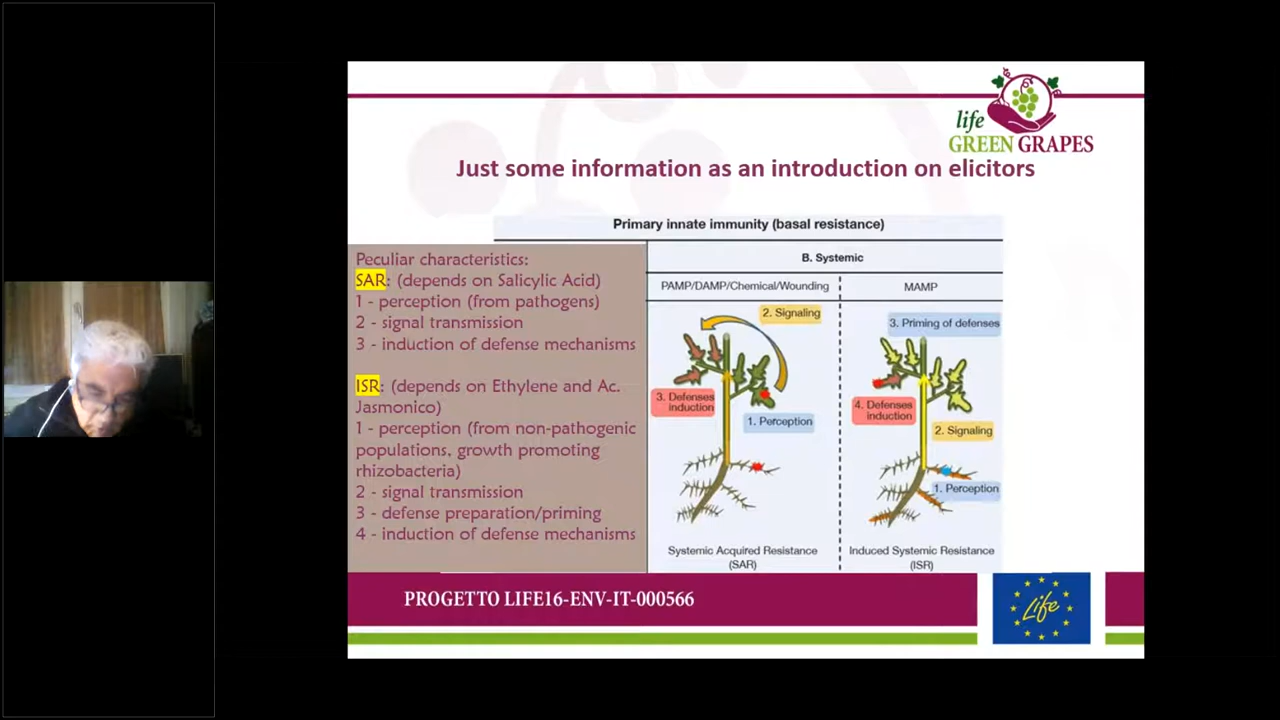 life
GREEN GRAPES
Just some information as an introduction on elicitors
Primary innate immunity (basal resistance)
Peculiar characteristics:
SAR: (depends on Salicylic Acid)
1 - perception (from pathogens)
2 - signal transmission
3 - induction of defense mechanisms
ISR: (depends on Ethylene and Ac.
Jasmonico)
1 - perception (from non-pathogenic
populations, growth promoting
rhizobacteria)
2 - signal transmission
3 - defense preparation/priming
4 - induction of defense mechanisms
B. Systemic
PAMP/DAMP/Chemical/Wounding
2. Signaling
3. Defenses
induction
1. Perception
Systemic Acquired Resistance
(SAR)
MAMP
3. Priming of defenses
4. Defenses
induction
2. Signaling
1. Perception
Induced Systemic Resistance
(ISR)
PROGETTO LIFE16-ENV-IT-000566
Life